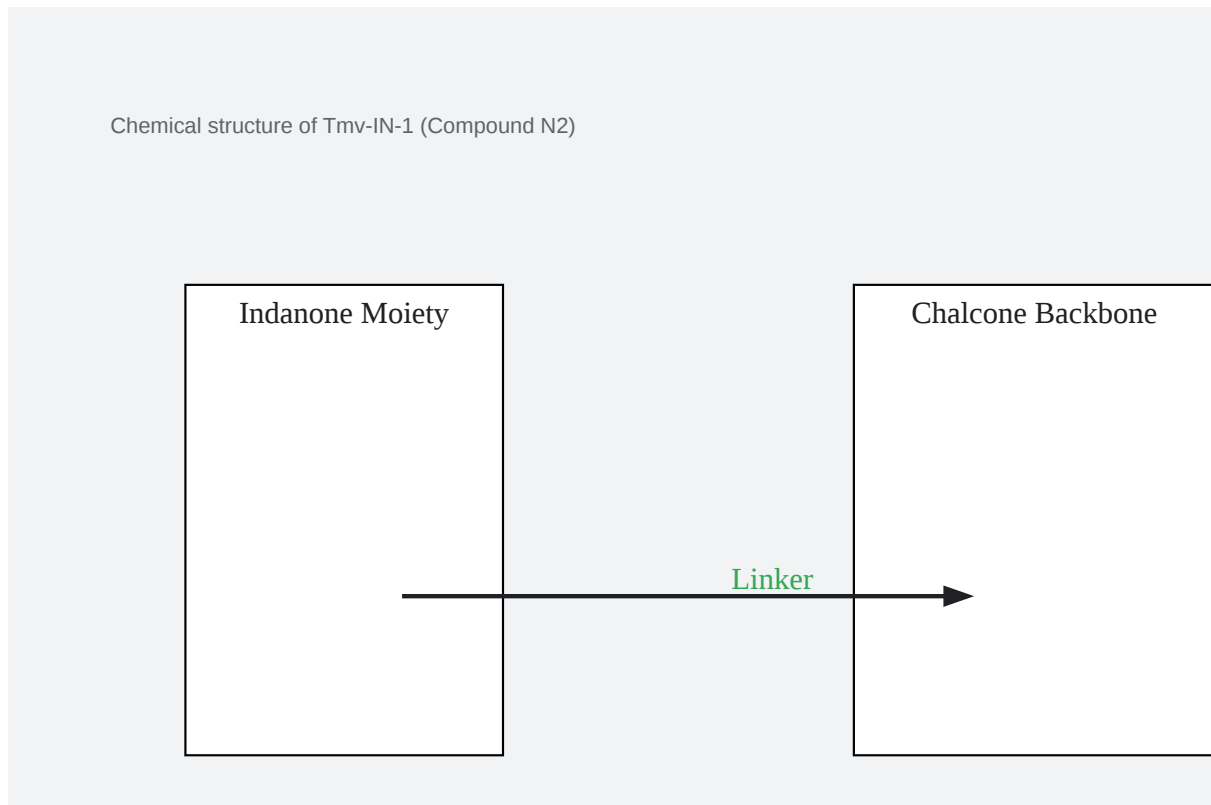 Chemical structure of Tmv-IN-1 (Compound N2)
Indanone Moiety
Chalcone Backbone
Linker